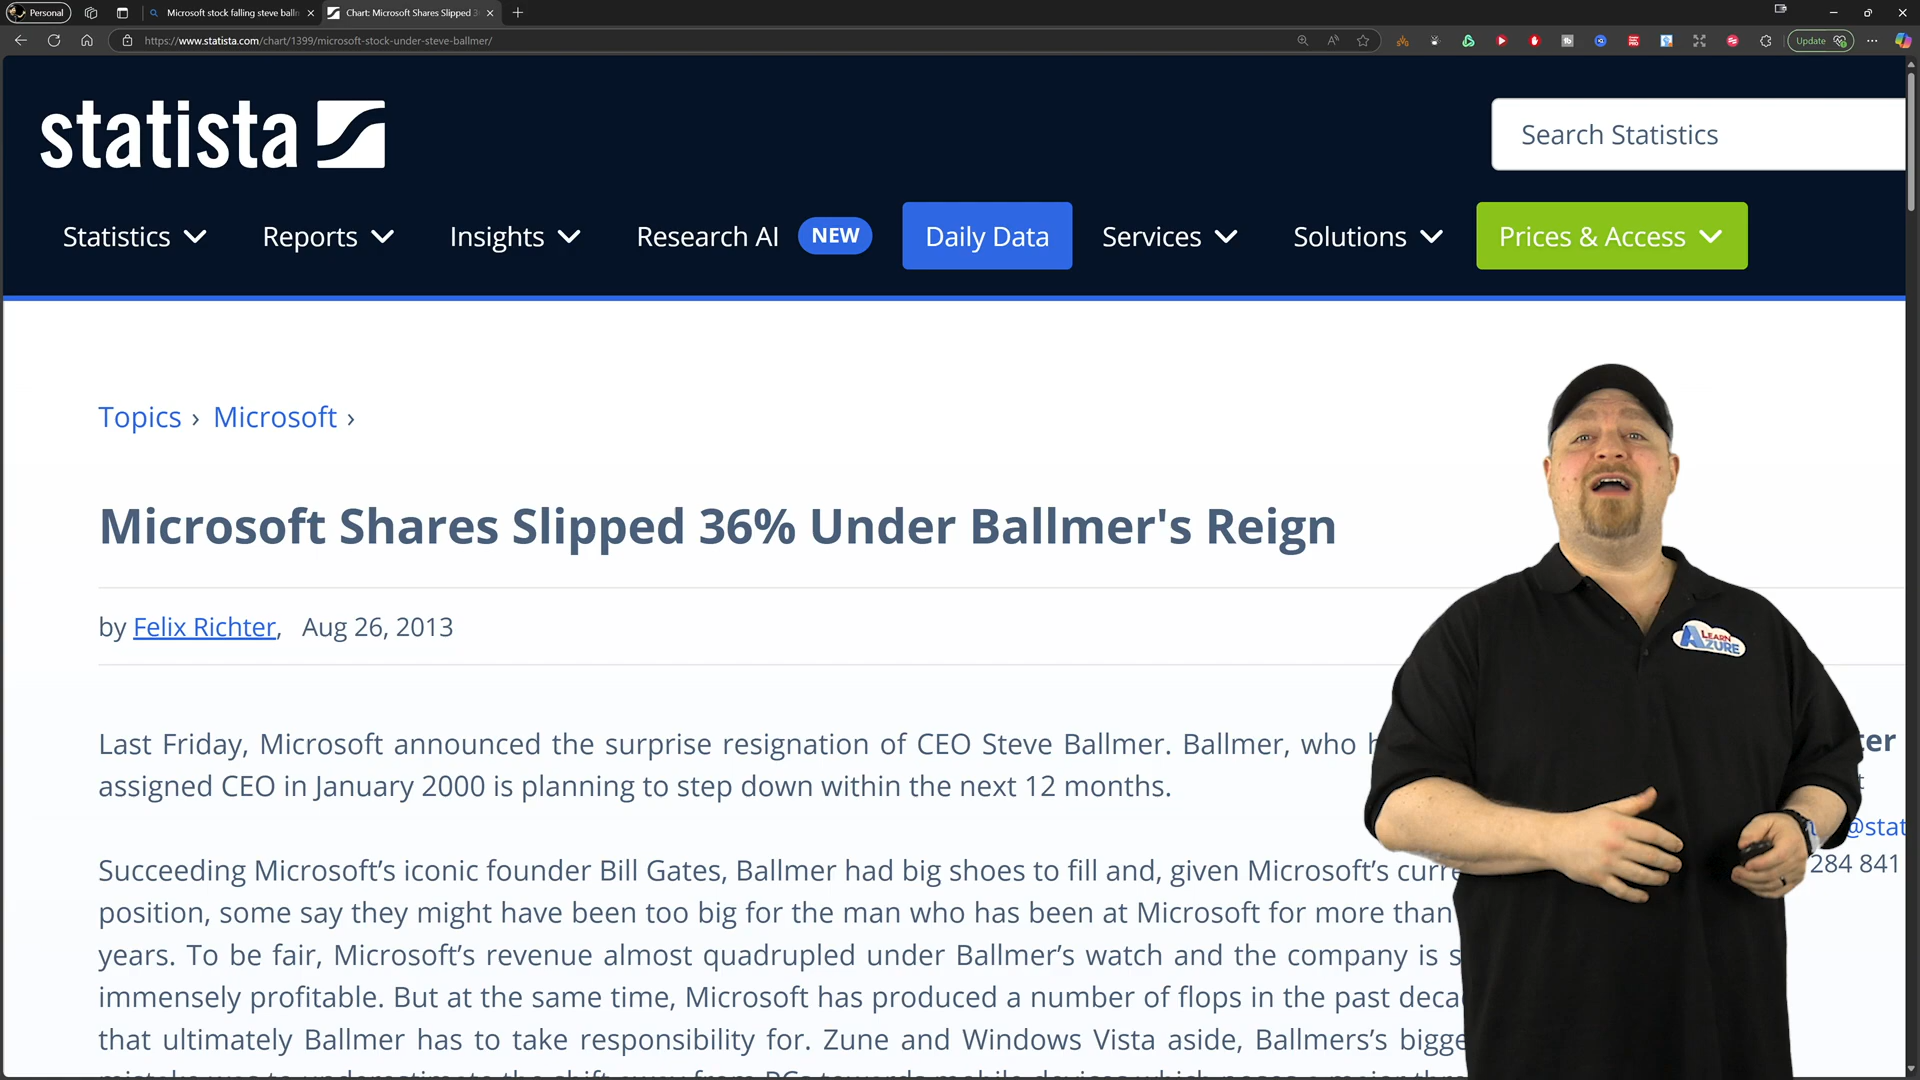 Personal
Microsoft stock falling steve ballm
Chart: Microsoft Shares Slipped 3
https://www.statista.com/chart/1399/microsoft-stock-under-steve-ballmer/
Update
statista
Search Statistics
Statistics Reports Insights Research AI NEW Daily Data Services Solutions Prices & Access
Topics › Microsoft ›
Microsoft Shares Slipped 36% Under Ballmer's Reign
by Felix Richter, Aug 26, 2013
LEARN
AZURE
Last Friday, Microsoft announced the surprise resignation of CEO Steve Ballmer. Ballmer, who h
assigned CEO in January 2000 is planning to step down within the next 12 months.
Succeeding Microsoft’s iconic founder Bill Gates, Ballmer had big shoes to fill and, given Microsoft’s curre
position, some say they might have been too big for the man who has been at Microsoft for more than
years. To be fair, Microsoft’s revenue almost quadrupled under Ballmer’s watch and the company is s
immensely profitable. But at the same time, Microsoft has produced a number of flops in the past deca
that ultimately Ballmer has to take responsibility for. Zune and Windows Vista aside, Ballmers’s bigge
ter
t
@stat
284 841